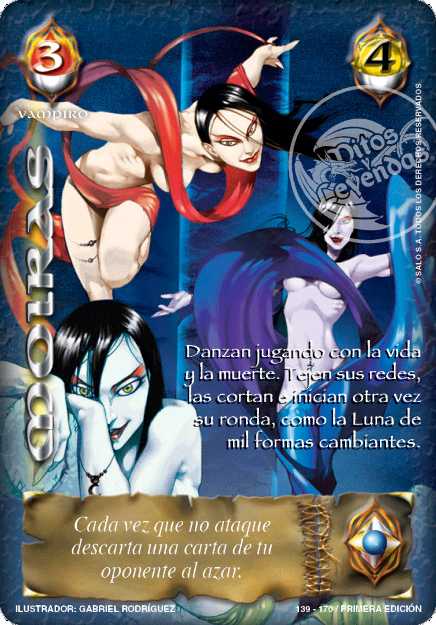 3
4
VAMPIRO
MOIRAS
Mitos y Leyendas
© SALO S. A. TODOS LOS DERECHOS RESERVADOS.
Danzan jugando con la vida
y la muerte. Tejen sus redes,
las cortan e inician otra vez
su ronda, como la Luna de
mil formas cambiantes.
Cada vez que no ataque
descarta una carta de tu
oponente al azar.
ILUSTRADOR: GABRIEL RODRÍGUEZ
139 - 170 / PRIMERA EDICIÓN